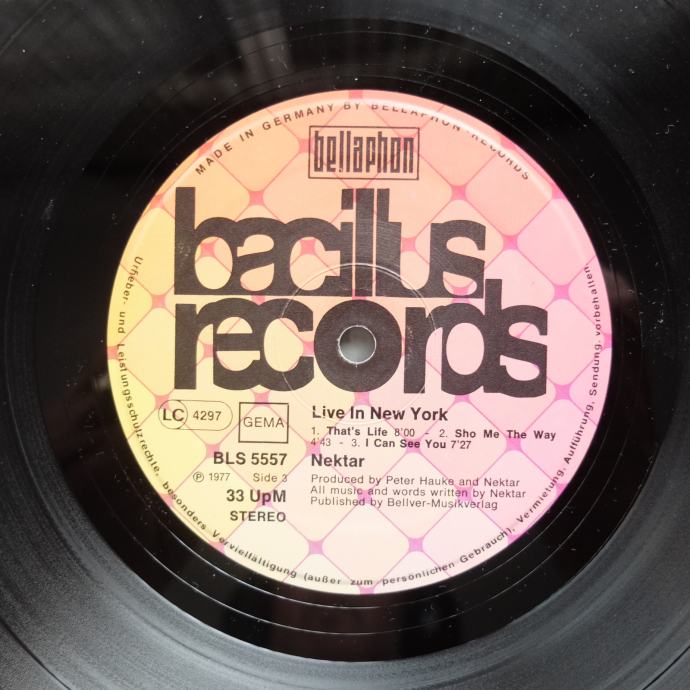 MADE IN GERMANY BY BELLAPHON-RECORDS
bellaphon
bacillus
records
LC 4297
GEMA
BLS 5557
℗ 1977 Side 3
33 UpM
STEREO
Live In New York
1. That's Life 8'00 - 2. Sho Me The Way
4'43 - 3. I Can See You 7'27
Nektar
Produced by Peter Hauke and Nektar
All music and words written by Nektar
Published by Bellver-Musikverlag
Urheber- und Leistungsschutzrechte, besonders Vervielfältigung (außer zum persönlichen Gebrauch), Vermietung, Aufführung, Sendung, vorbehalten